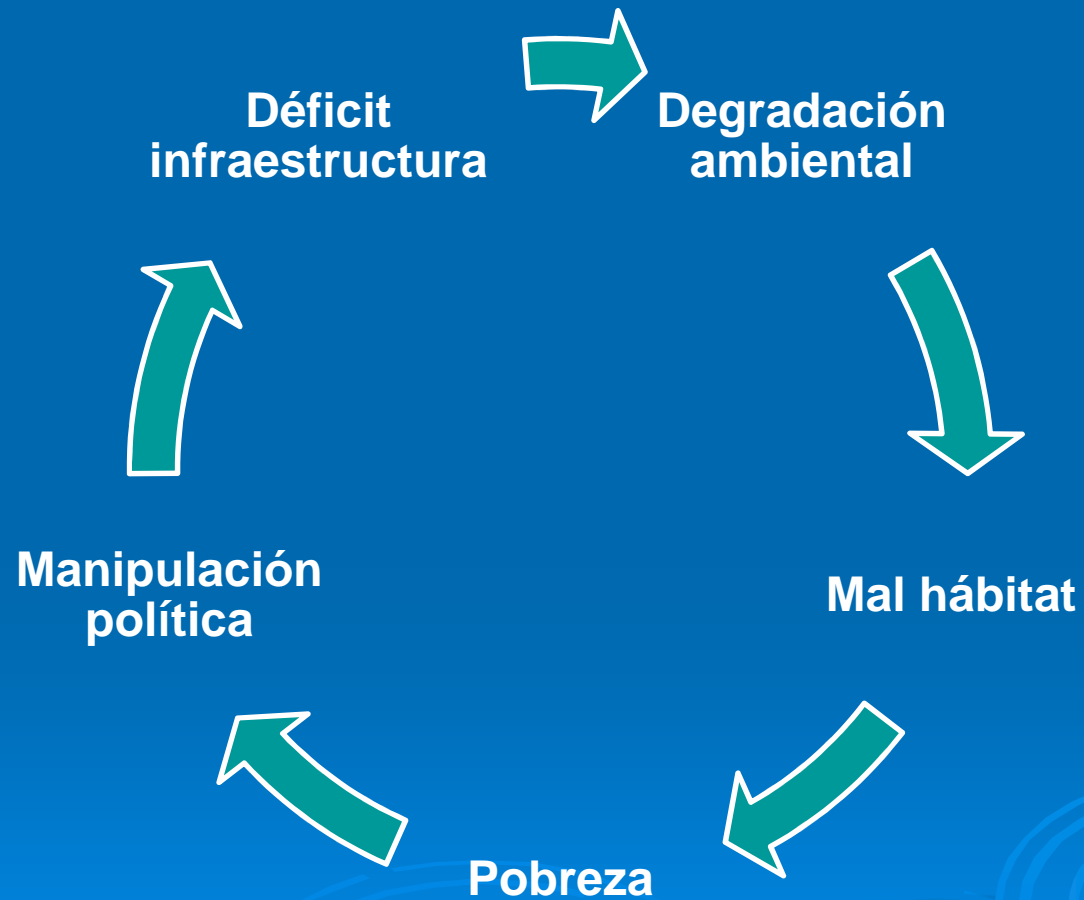 Déficit
infraestructura
Degradación
ambiental
Mal hábitat
Pobreza
Manipulación
política